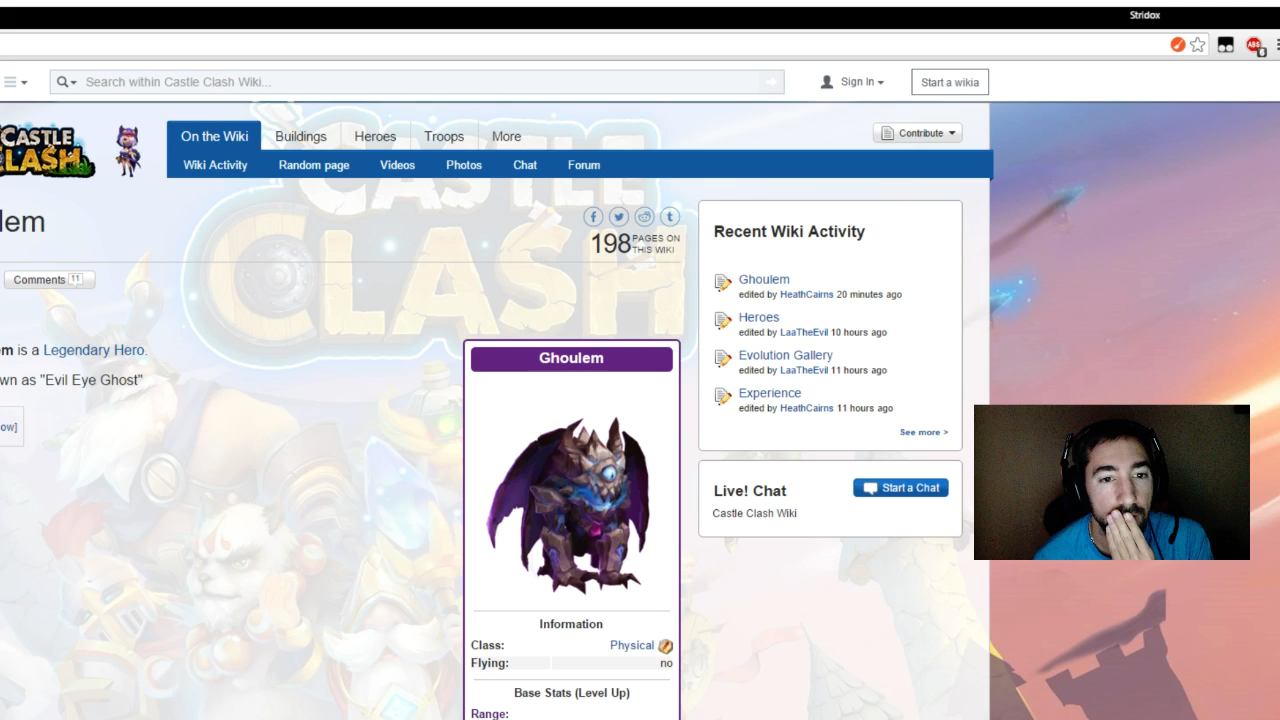 Stridox
ABS
6
Search within Castle Clash Wiki...
Sign In
Start a wikia
CASTLE
CLASH
On the Wiki
Buildings
Heroes
Troops
More
Contribute
Wiki Activity
Random page
Videos
Photos
Chat
Forum
CASTLE
CLASH
lem
198 PAGES ON
THIS WIKI
Comments 11
em is a Legendary Hero.
wn as "Evil Eye Ghost"
ow]
Ghoulem
Information
Class: Physical
Flying: no
Base Stats (Level Up)
Range:
Recent Wiki Activity
Ghoulem
edited by HeathCairns 20 minutes ago
Heroes
edited by LaaTheEvil 10 hours ago
Evolution Gallery
edited by LaaTheEvil 11 hours ago
Experience
edited by HeathCairns 11 hours ago
See more >
Live! Chat
Start a Chat
Castle Clash Wiki